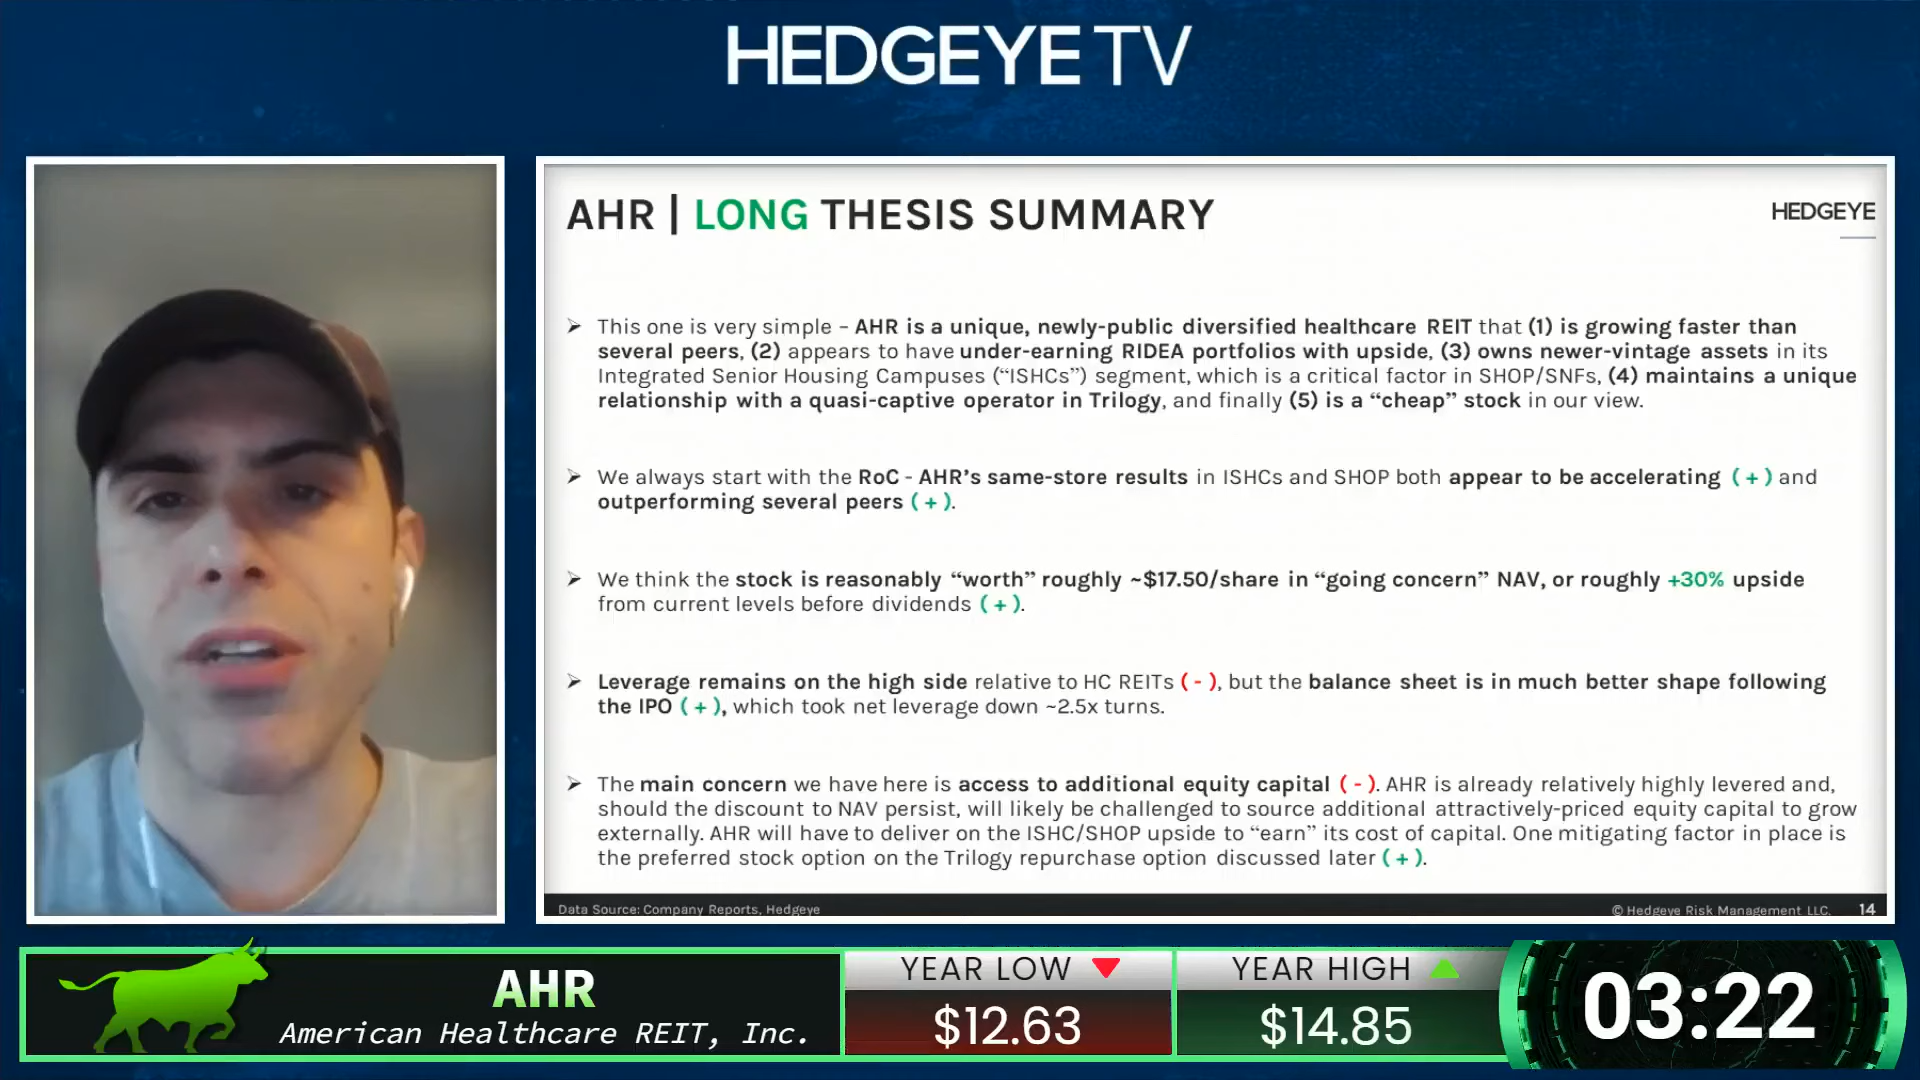 HEDGEYE TV
AHR | LONG THESIS SUMMARY
HEDGEYE
➢ This one is very simple – AHR is a unique, newly-public diversified healthcare REIT that (1) is growing faster than
several peers, (2) appears to have under-earning RIDEA portfolios with upside, (3) owns newer-vintage assets in its
Integrated Senior Housing Campuses (“ISHCs”) segment, which is a critical factor in SHOP/SNFs, (4) maintains a unique
relationship with a quasi-captive operator in Trilogy, and finally (5) is a “cheap” stock in our view.
➢ We always start with the RoC - AHR’s same-store results in ISHCs and SHOP both appear to be accelerating (+) and
outperforming several peers (+).
➢ We think the stock is reasonably “worth” roughly ~$17.50/share in “going concern” NAV, or roughly +30% upside
from current levels before dividends (+).
➢ Leverage remains on the high side relative to HC REITs (-), but the balance sheet is in much better shape following
the IPO (+), which took net leverage down ~2.5x turns.
➢ The main concern we have here is access to additional equity capital (-). AHR is already relatively highly levered and,
should the discount to NAV persist, will likely be challenged to source additional attractively-priced equity capital to grow
externally. AHR will have to deliver on the ISHC/SHOP upside to “earn” its cost of capital. One mitigating factor in place is
the preferred stock option on the Trilogy repurchase option discussed later (+).
Data Source: Company Reports, Hedgeye
© Hedgeye Risk Management LLC. 14
AHR
American Healthcare REIT, Inc.
YEAR LOW
$12.63
YEAR HIGH
$14.85
03:22